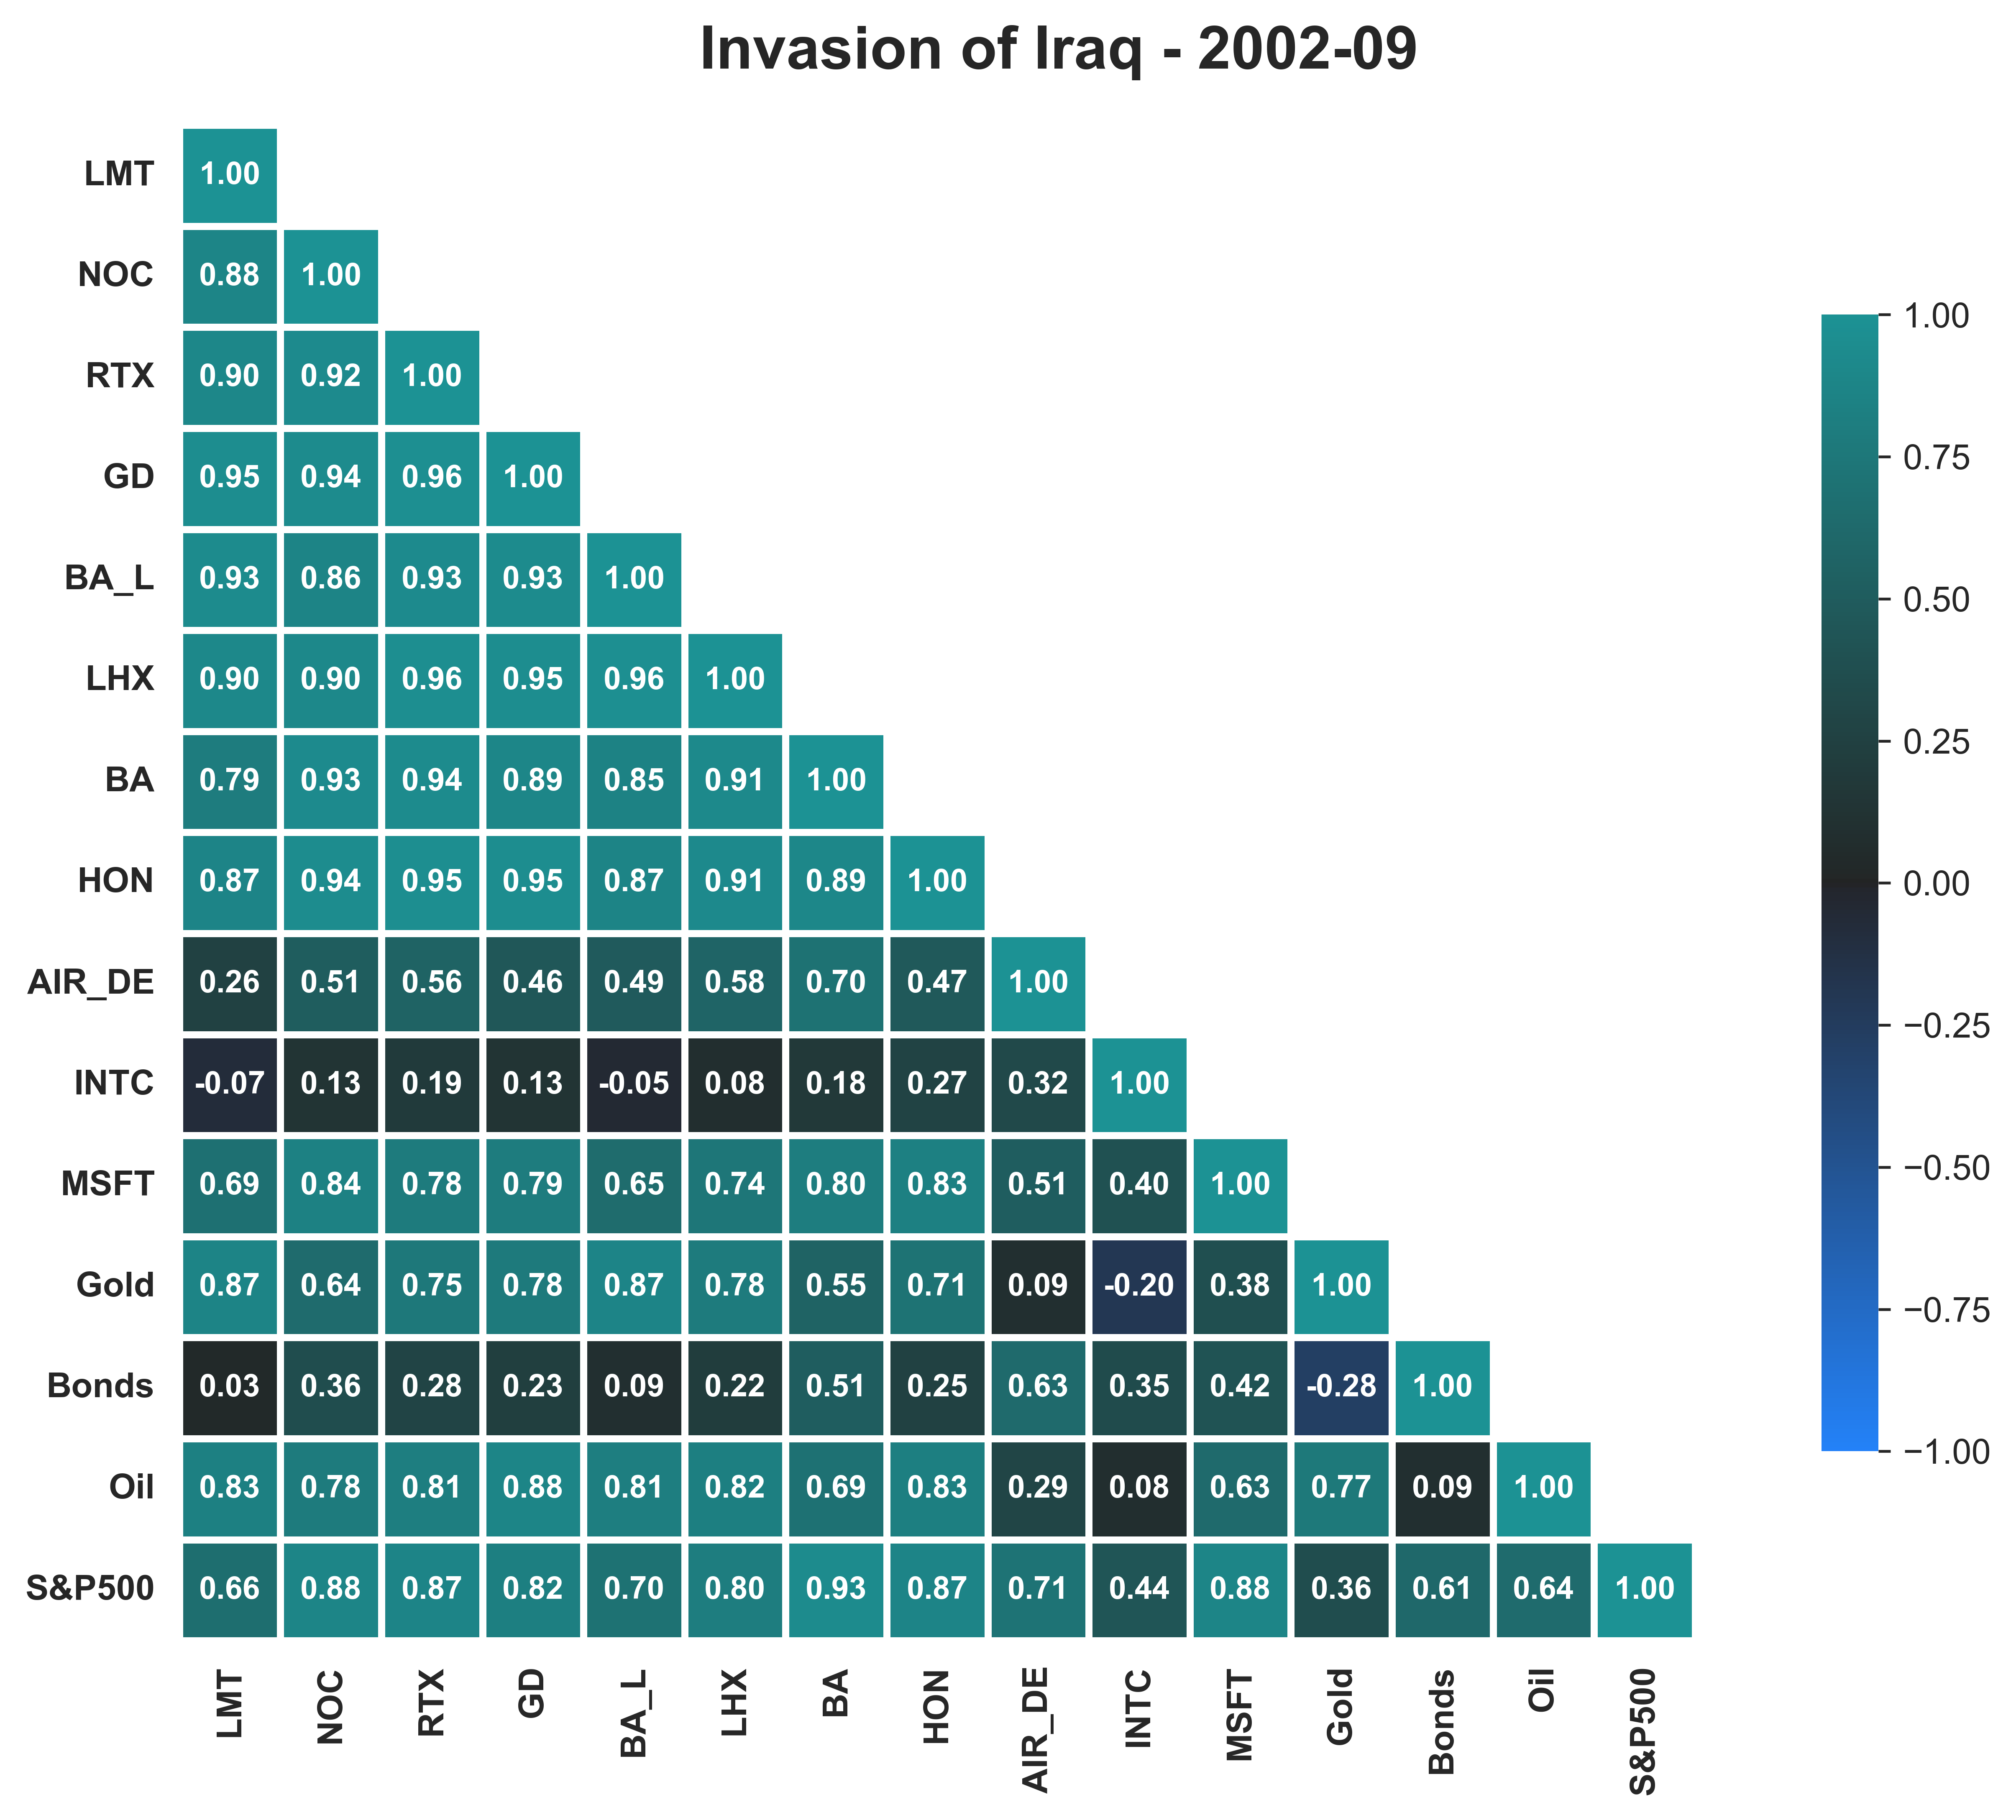 Invasion of Iraq - 2002-09
LMT 1.00
NOC 0.88 1.00
RTX 0.90 0.92 1.00
GD 0.95 0.94 0.96 1.00
BA_L 0.93 0.86 0.93 0.93 1.00
LHX 0.90 0.90 0.96 0.95 0.96 1.00
BA 0.79 0.93 0.94 0.89 0.85 0.91 1.00
HON 0.87 0.94 0.95 0.95 0.87 0.91 0.89 1.00
AIR_DE 0.26 0.51 0.56 0.46 0.49 0.58 0.70 0.47 1.00
INTC -0.07 0.13 0.19 0.13 -0.05 0.08 0.18 0.27 0.32 1.00
MSFT 0.69 0.84 0.78 0.79 0.65 0.74 0.80 0.83 0.51 0.40 1.00
Gold 0.87 0.64 0.75 0.78 0.87 0.78 0.55 0.71 0.09 -0.20 0.38 1.00
Bonds 0.03 0.36 0.28 0.23 0.09 0.22 0.51 0.25 0.63 0.35 0.42 -0.28 1.00
Oil 0.83 0.78 0.81 0.88 0.81 0.82 0.69 0.83 0.29 0.08 0.63 0.77 0.09 1.00
S&P500 0.66 0.88 0.87 0.82 0.70 0.80 0.93 0.87 0.71 0.44 0.88 0.36 0.61 0.64 1.00
LMT NOC RTX GD BA_L LHX BA HON AIR_DE INTC MSFT Gold Bonds Oil S&P500
1.00
0.75
0.50
0.25
0.00
−0.25
−0.50
−0.75
−1.00